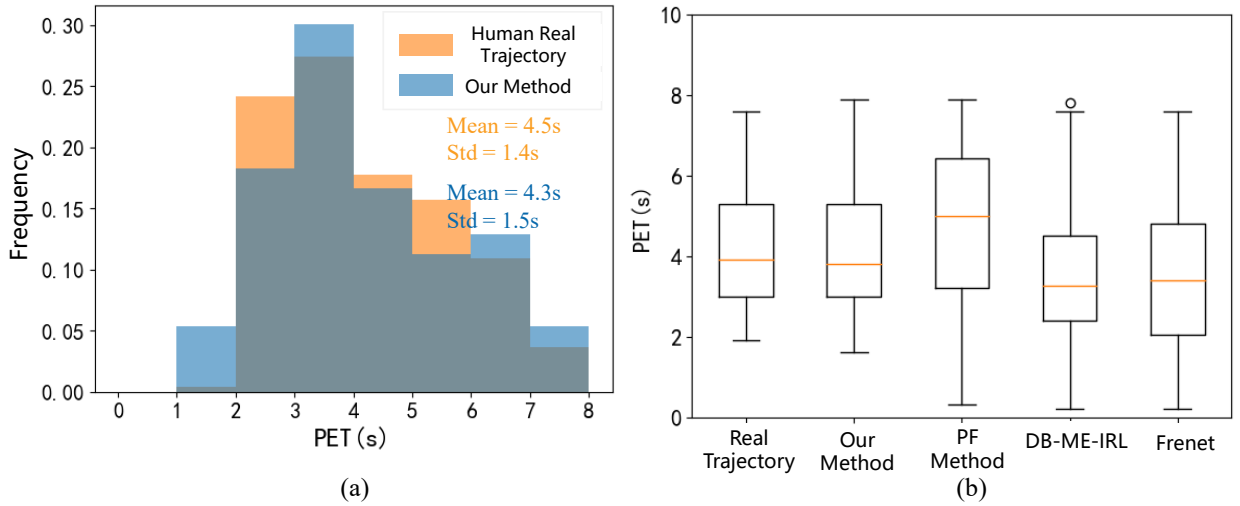 0.30
0.25
0.20
0.15
0.10
0.05
0.00
Frequency
Human Real
Trajectory
Our Method
Mean = 4.5s
Std = 1.4s
Mean = 4.3s
Std = 1.5s
0 1 2 3 4 5 6 7 8
PET(s)
(a)
10
8
6
4
2
0
PET(s)
Real
Trajectory
Our
Method
PF
Method
DB-ME-IRL
Frenet
(b)